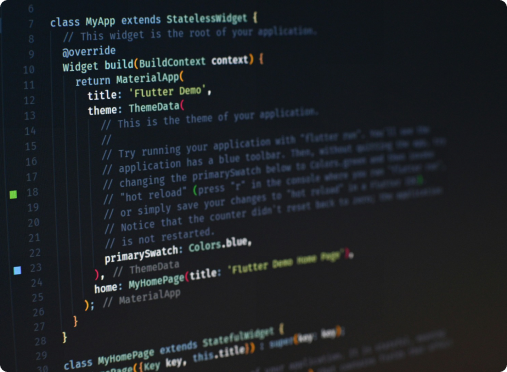 6
7 class MyApp extends StatelessWidget {
8 // This widget is the root of your application.
9 @override
10 Widget build(BuildContext context) {
11 return MaterialApp(
12 title: 'Flutter Demo',
13 theme: ThemeData(
14 // This is the theme of your application.
15 //
16 // Try running your application with "flutter run". You'll see the
17 // application has a blue toolbar. Then, without quitting the app, try
18 // changing the primarySwatch below to Colors.green and then invoke
19 // "hot reload" (press "r" in the console where you ran "flutter run",
20 // or simply save your changes to "hot reload" in a Flutter IDE).
21 // Notice that the counter didn't reset back to zero; the application
22 // is not restarted.
23 primarySwatch: Colors.blue,
24 ), // ThemeData
25 home: MyHomePage(title: 'Flutter Demo Home Page'),
26 ); // MaterialApp
27 }
28 }
29
30 class MyHomePage extends StatefulWidget {
({Key key, this.title}) : super(key: key);